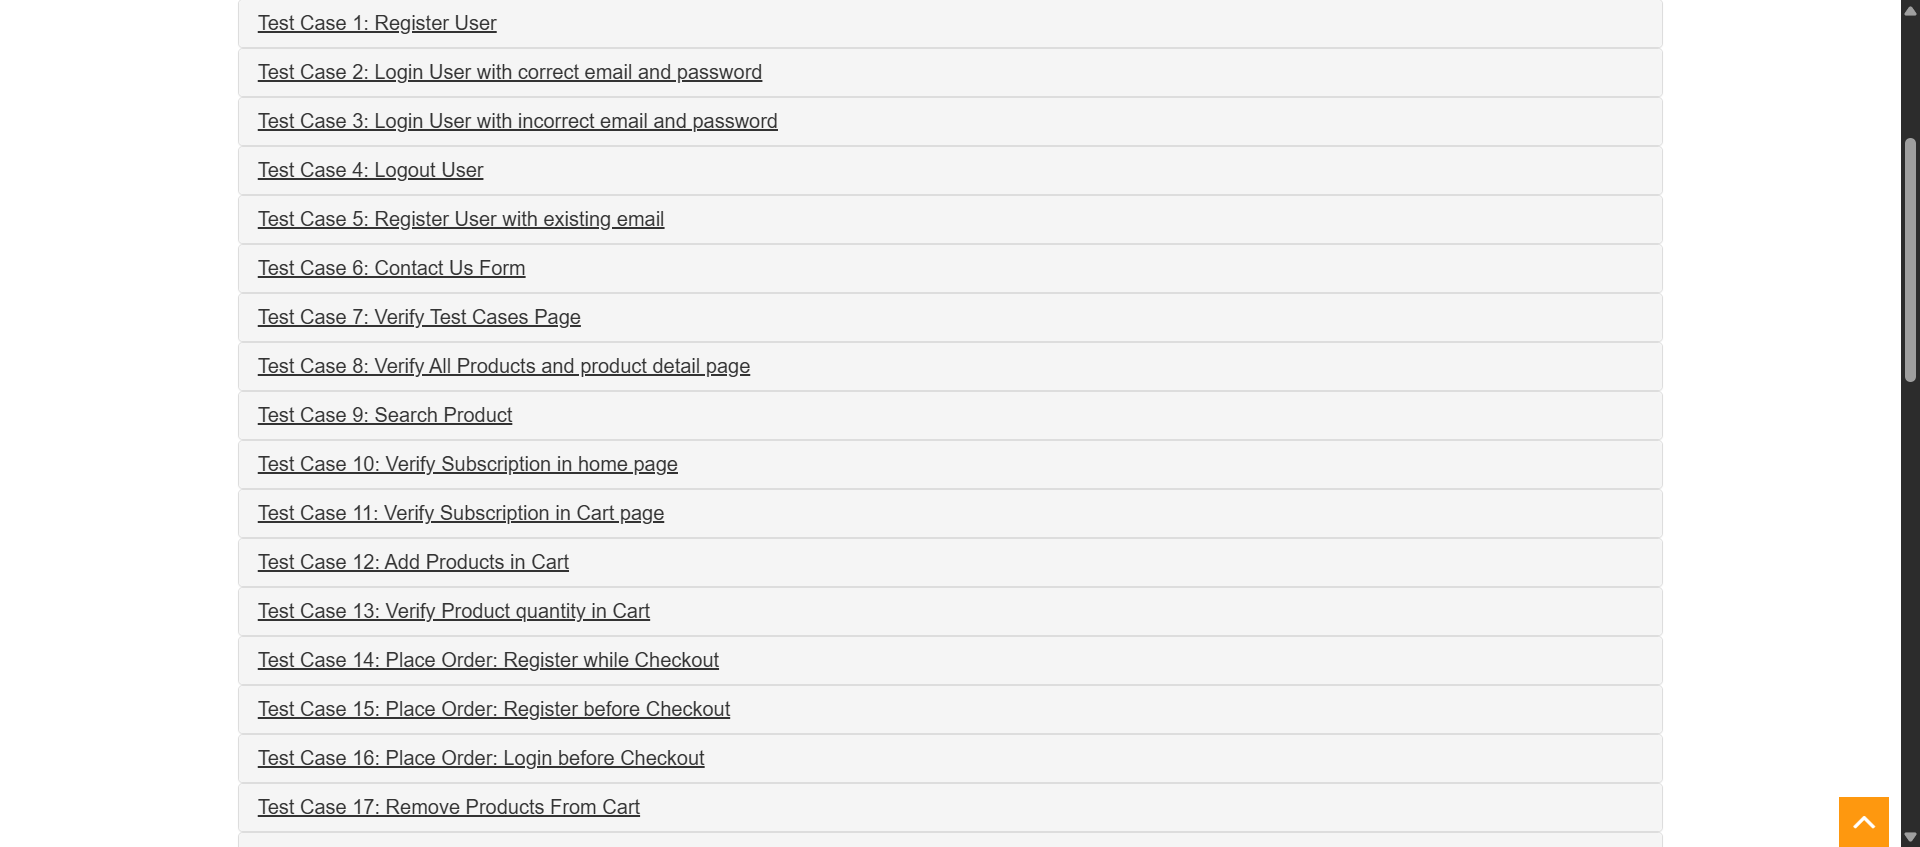 Test Case 1: Register User
Test Case 2: Login User with correct email and password
Test Case 3: Login User with incorrect email and password
Test Case 4: Logout User
Test Case 5: Register User with existing email
Test Case 6: Contact Us Form
Test Case 7: Verify Test Cases Page
Test Case 8: Verify All Products and product detail page
Test Case 9: Search Product
Test Case 10: Verify Subscription in home page
Test Case 11: Verify Subscription in Cart page
Test Case 12: Add Products in Cart
Test Case 13: Verify Product quantity in Cart
Test Case 14: Place Order: Register while Checkout
Test Case 15: Place Order: Register before Checkout
Test Case 16: Place Order: Login before Checkout
Test Case 17: Remove Products From Cart